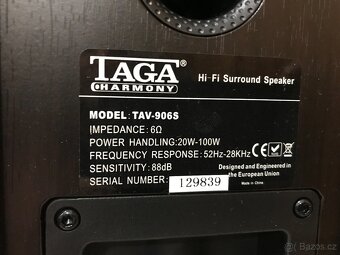 TAGA®
HARMONY
Hi-Fi Surround Speaker
MODEL: TAV-906S
IMPEDANCE: 6Ω
POWER HANDLING: 20W-100W
FREQUENCY RESPONSE: 52Hz-28KHz
SENSITIVITY: 88dB
SERIAL NUMBER: 129839
Designed and Engineered in
the European Union
Made in China
bazoš.cz